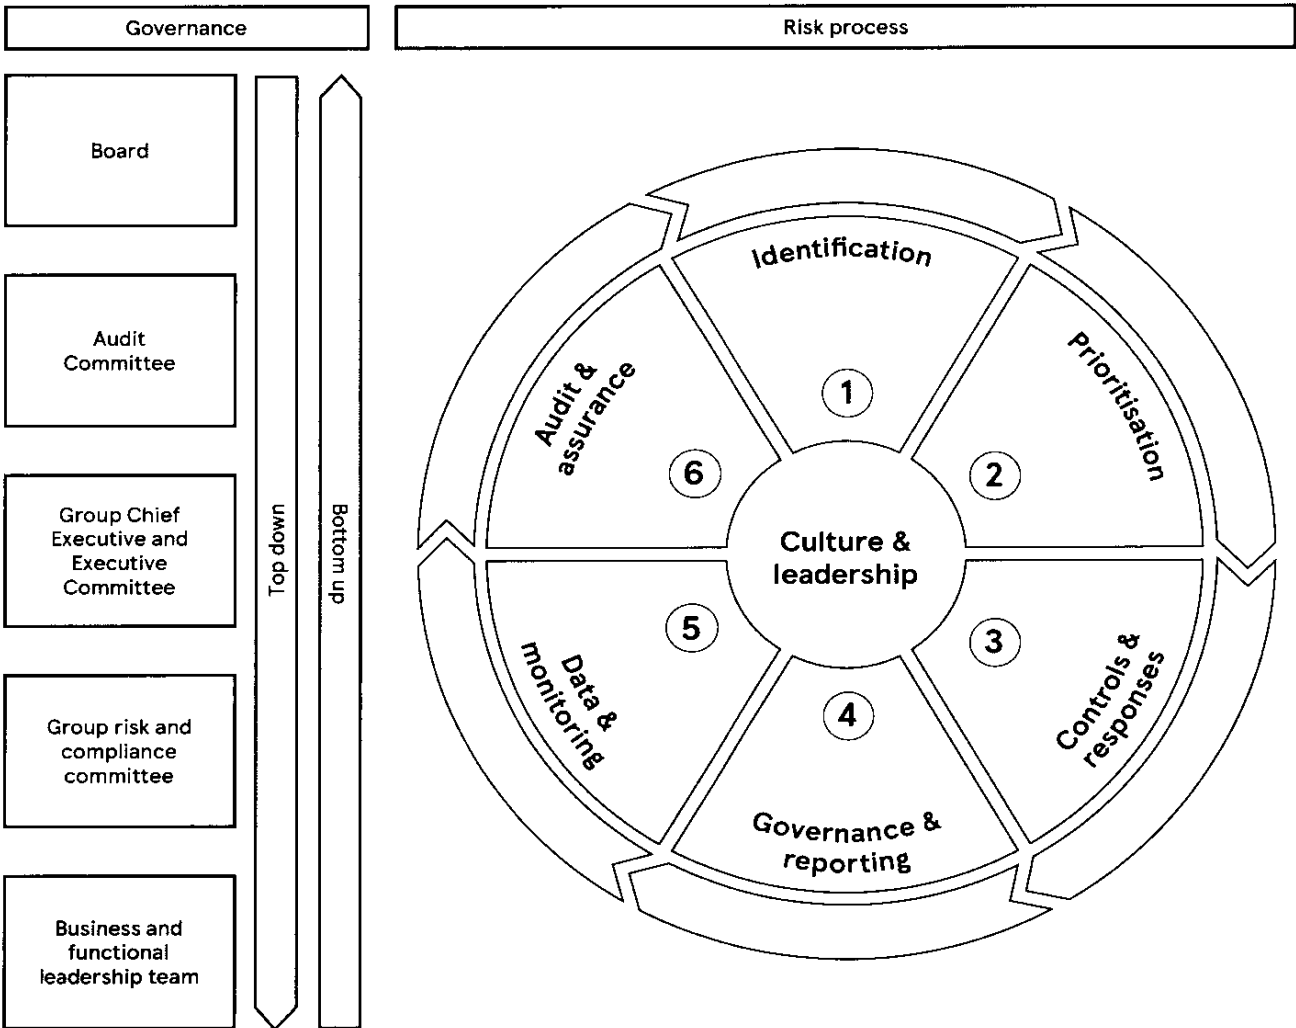 Governance
Risk process
Board
Audit
Committee
Group Chief
Executive and
Executive
Committee
Group risk and
compliance
committee
Business and
functional
leadership team
Top down
Bottom up
Identification
1
Prioritisation
2
Controls &
responses
3
Governance &
reporting
4
Data &
monitoring
5
Audit &
assurance
6
Culture &
leadership